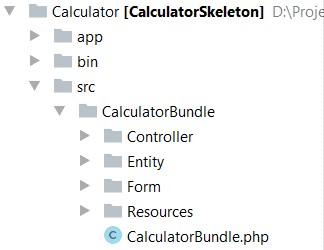 Calculator [CalculatorSkeleton] D:\Proje
app
bin
src
CalculatorBundle
Controller
Entity
Form
Resources
C CalculatorBundle.php